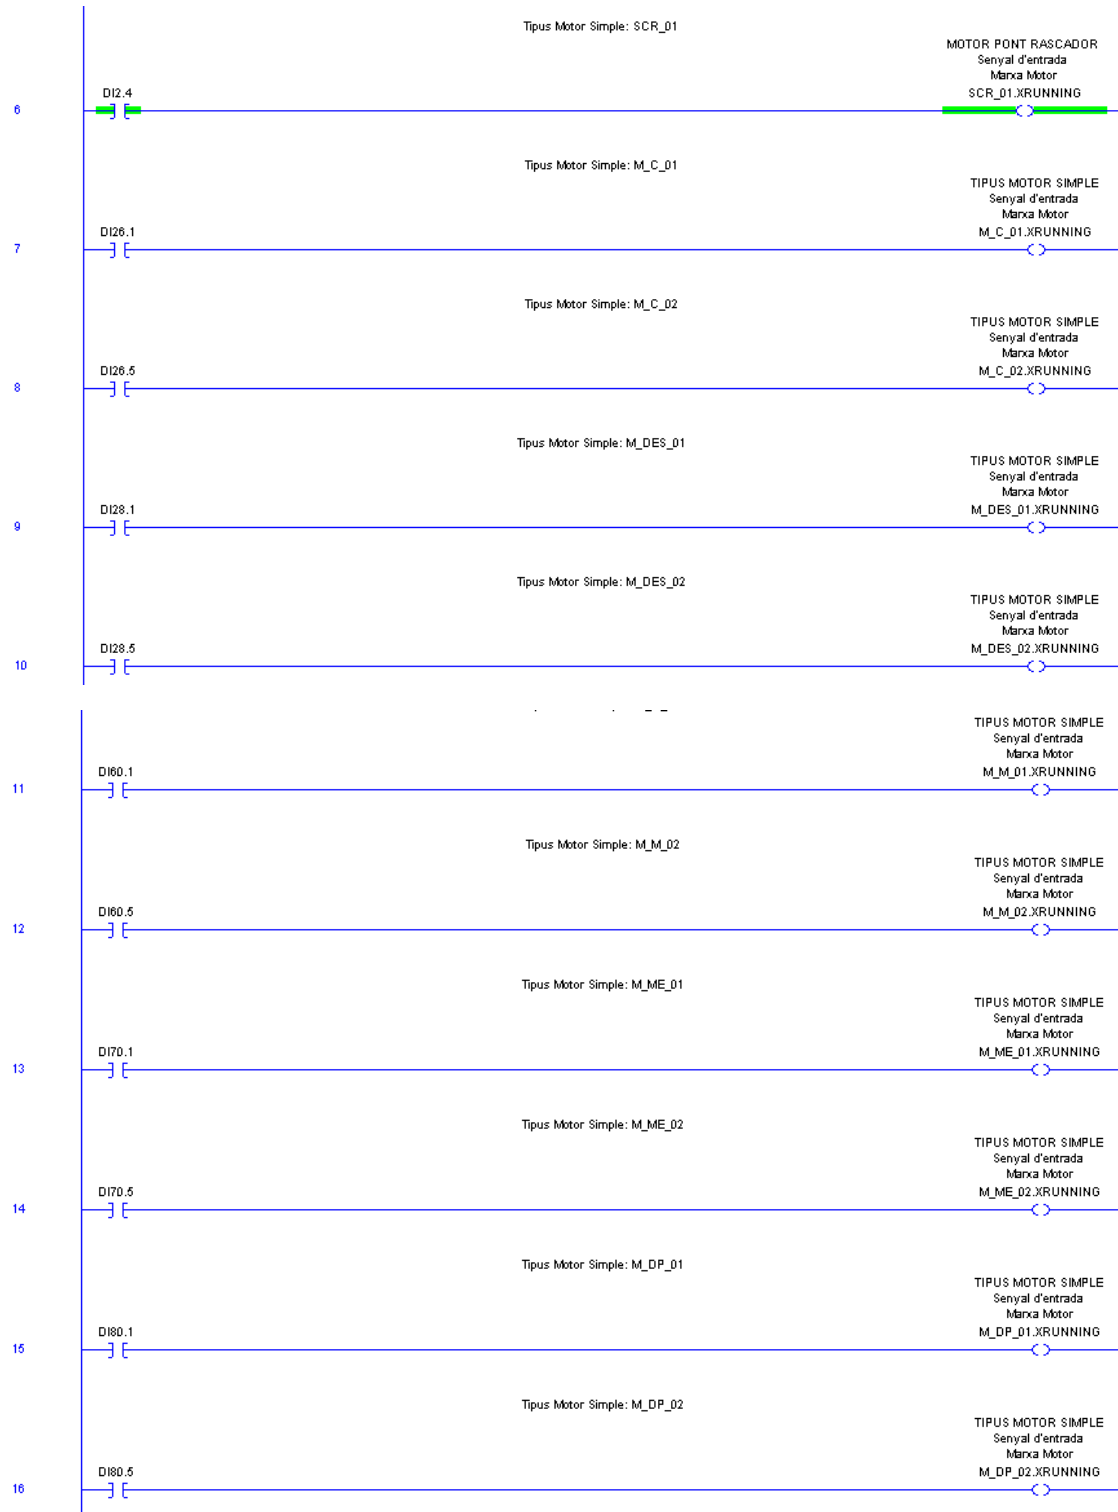 Tipus Motor Simple: SCR_01
MOTOR PONT RASCADOR
Senyal d'entrada
Marxa Motor
DI2.4
SCR_01.XRUNNING
6
Tipus Motor Simple: M_C_01
TIPUS MOTOR SIMPLE
Senyal d'entrada
Marxa Motor
DI26.1
M_C_01.XRUNNING
7
Tipus Motor Simple: M_C_02
TIPUS MOTOR SIMPLE
Senyal d'entrada
Marxa Motor
DI26.5
M_C_02.XRUNNING
8
Tipus Motor Simple: M_DES_01
TIPUS MOTOR SIMPLE
Senyal d'entrada
Marxa Motor
DI28.1
M_DES_01.XRUNNING
9
Tipus Motor Simple: M_DES_02
TIPUS MOTOR SIMPLE
Senyal d'entrada
Marxa Motor
DI28.5
M_DES_02.XRUNNING
10
TIPUS MOTOR SIMPLE
Senyal d'entrada
Marxa Motor
DI60.1
M_M_01.XRUNNING
11
Tipus Motor Simple: M_M_02
TIPUS MOTOR SIMPLE
Senyal d'entrada
Marxa Motor
DI60.5
M_M_02.XRUNNING
12
Tipus Motor Simple: M_ME_01
TIPUS MOTOR SIMPLE
Senyal d'entrada
Marxa Motor
DI70.1
M_ME_01.XRUNNING
13
Tipus Motor Simple: M_ME_02
TIPUS MOTOR SIMPLE
Senyal d'entrada
Marxa Motor
DI70.5
M_ME_02.XRUNNING
14
Tipus Motor Simple: M_DP_01
TIPUS MOTOR SIMPLE
Senyal d'entrada
Marxa Motor
DI80.1
M_DP_01.XRUNNING
15
Tipus Motor Simple: M_DP_02
TIPUS MOTOR SIMPLE
Senyal d'entrada
Marxa Motor
DI80.5
M_DP_02.XRUNNING
16